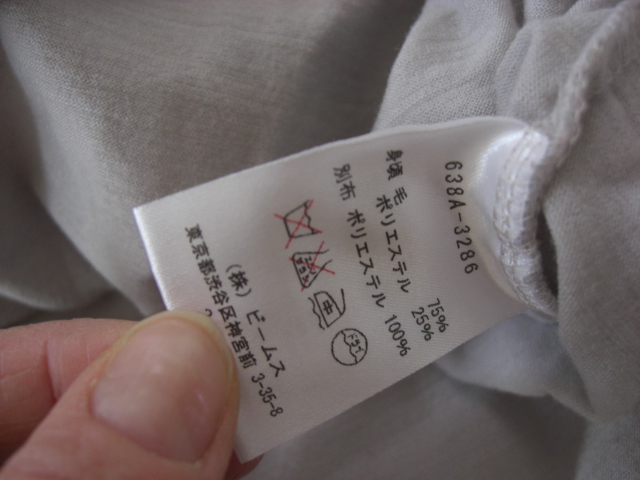 638A-3286
身頃 毛 75%
ポリエステル 25%
別布 ポリエステル 100%
(株) ビームス
東京都渋谷区神宮前 3-35-8